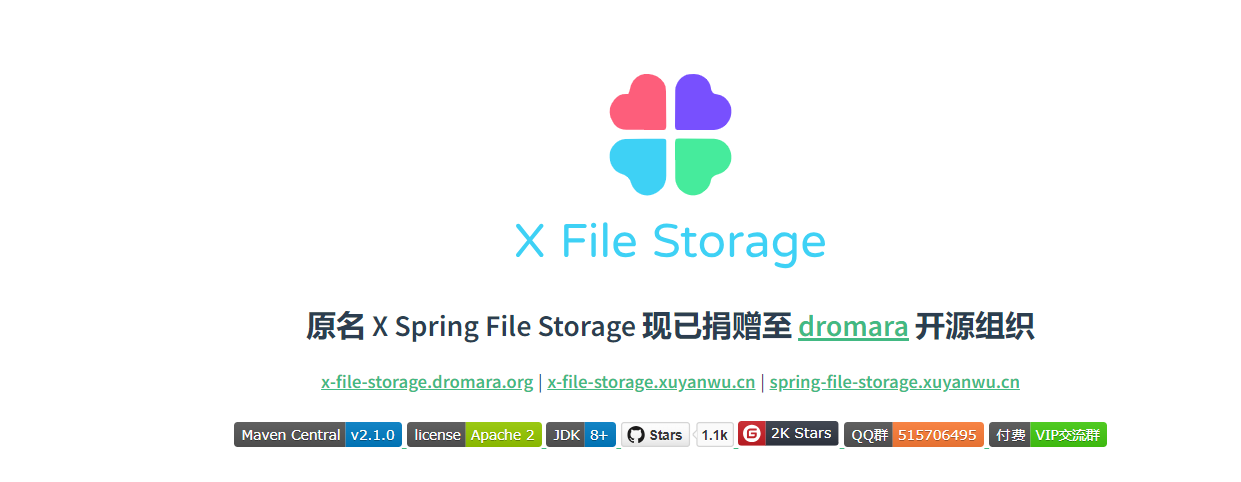 X File Storage
原名 X Spring File Storage 现已捐赠至 dromara 开源组织
x-file-storage.dromara.org | x-file-storage.xuyanwu.cn | spring-file-storage.xuyanwu.cn
Maven Central v2.1.0 license Apache 2 JDK 8+ Stars 1.1k G 2K Stars QQ群 515706495 付费 VIP交流群